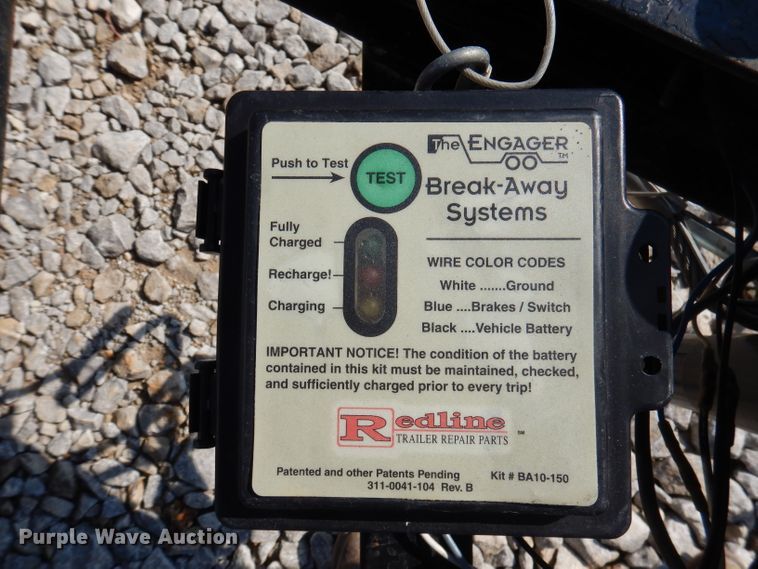 The ENGAGER TM
Push to Test
TEST
Break-Away
Systems
Fully
Charged
Recharge!
Charging
WIRE COLOR CODES
White .......Ground
Blue ....Brakes / Switch
Black ....Vehicle Battery
IMPORTANT NOTICE! The condition of the battery
contained in this kit must be maintained, checked,
and sufficiently charged prior to every trip!
Redline SM
TRAILER REPAIR PARTS
Patented and other Patents Pending
311-0041-104 Rev. B
Kit # BA10-150
Purple Wave Auction®